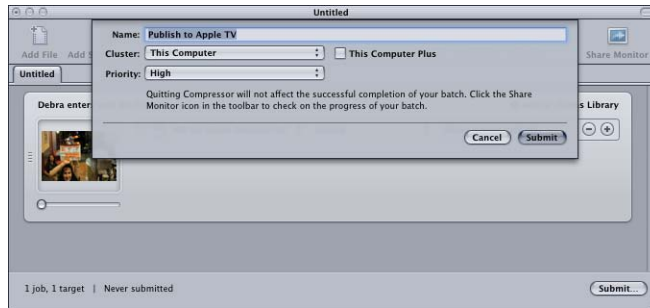 Untitled
Name: Publish to Apple TV
Add File
Cluster: This Computer
This Computer Plus
Share Monitor
Untitled
Priority: High
Quitting Compressor will not affect the successful completion of your batch. Click the Share
Monitor icon in the toolbar to check on the progress of your batch.
Debra enter
Library
Cancel
Submit
1 job, 1 target | Never submitted
Submit...